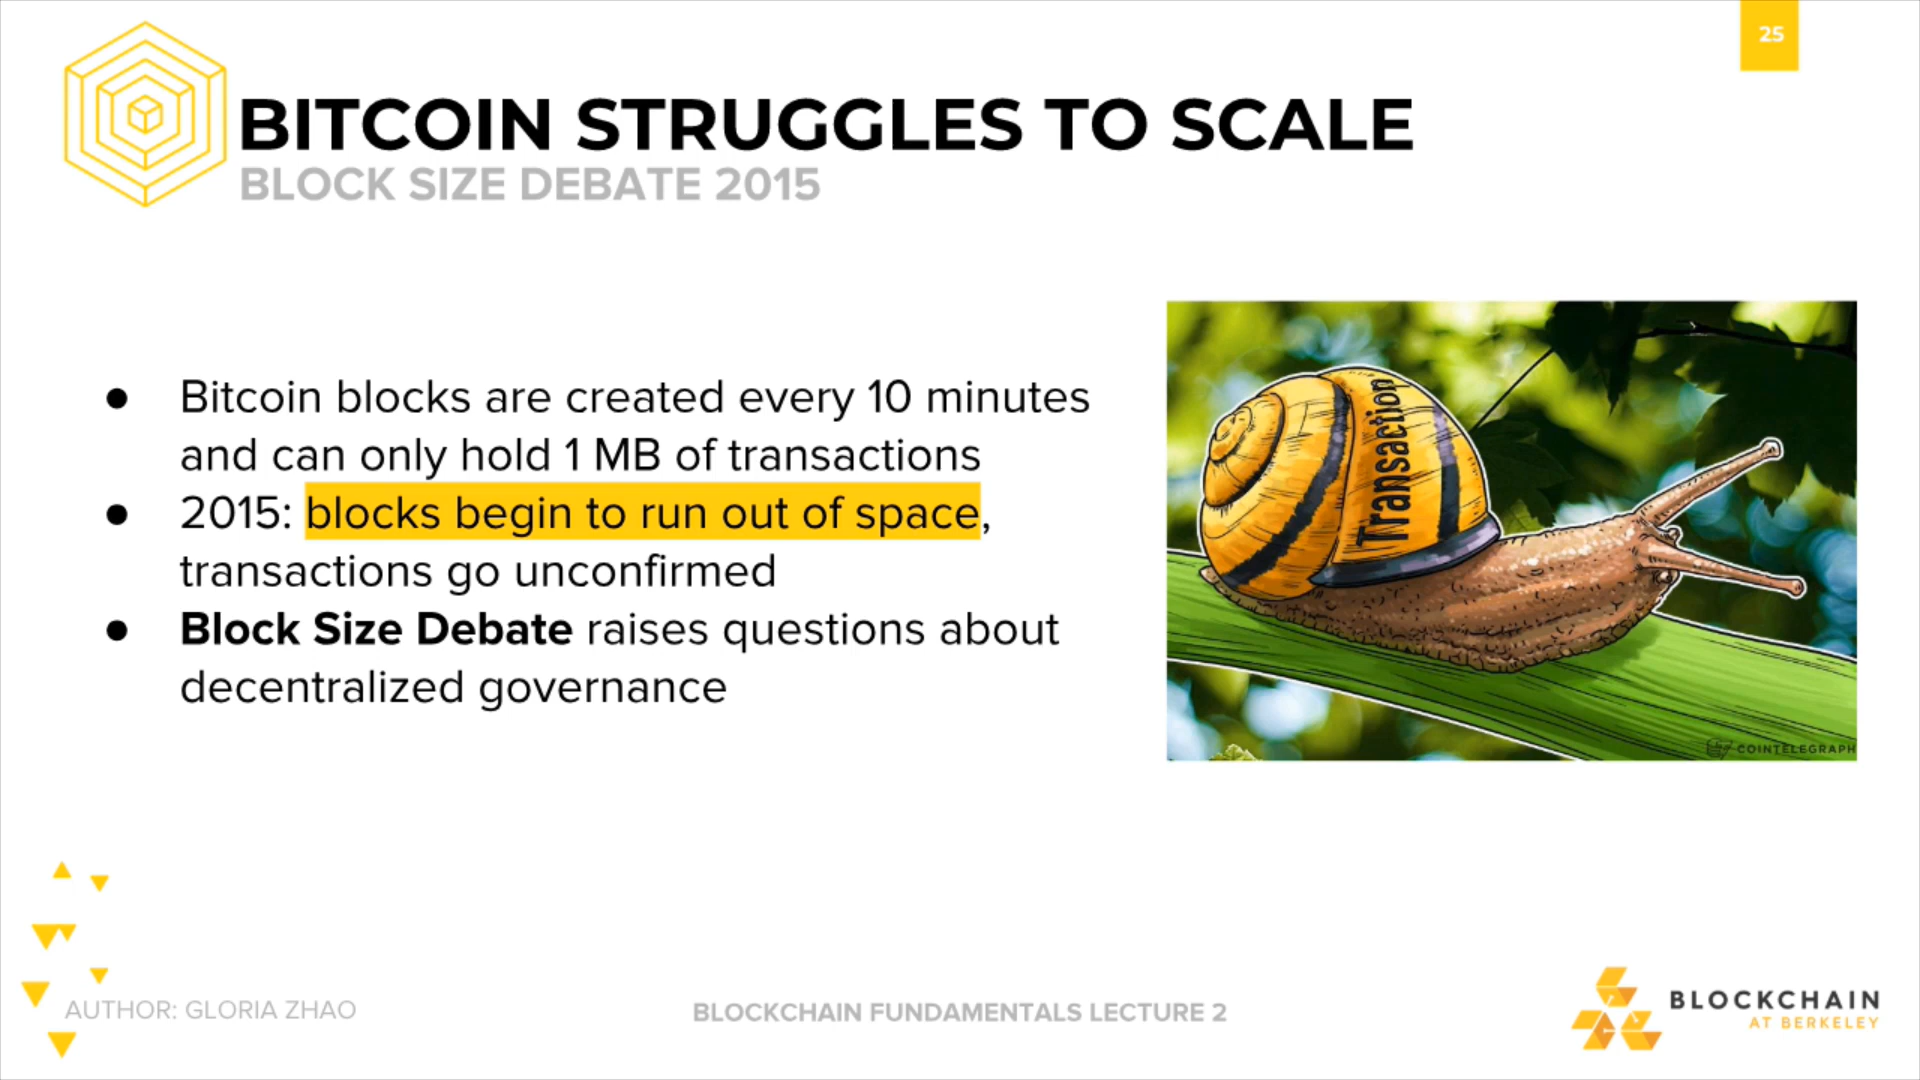 25
BITCOIN STRUGGLES TO SCALE
BLOCK SIZE DEBATE 2015
● Bitcoin blocks are created every 10 minutes
and can only hold 1 MB of transactions
● 2015: blocks begin to run out of space,
transactions go unconfirmed
● Block Size Debate raises questions about
decentralized governance
Transaction
COINTELEGRAPH
AUTHOR: GLORIA ZHAO
BLOCKCHAIN FUNDAMENTALS LECTURE 2
BLOCKCHAIN
AT BERKELEY